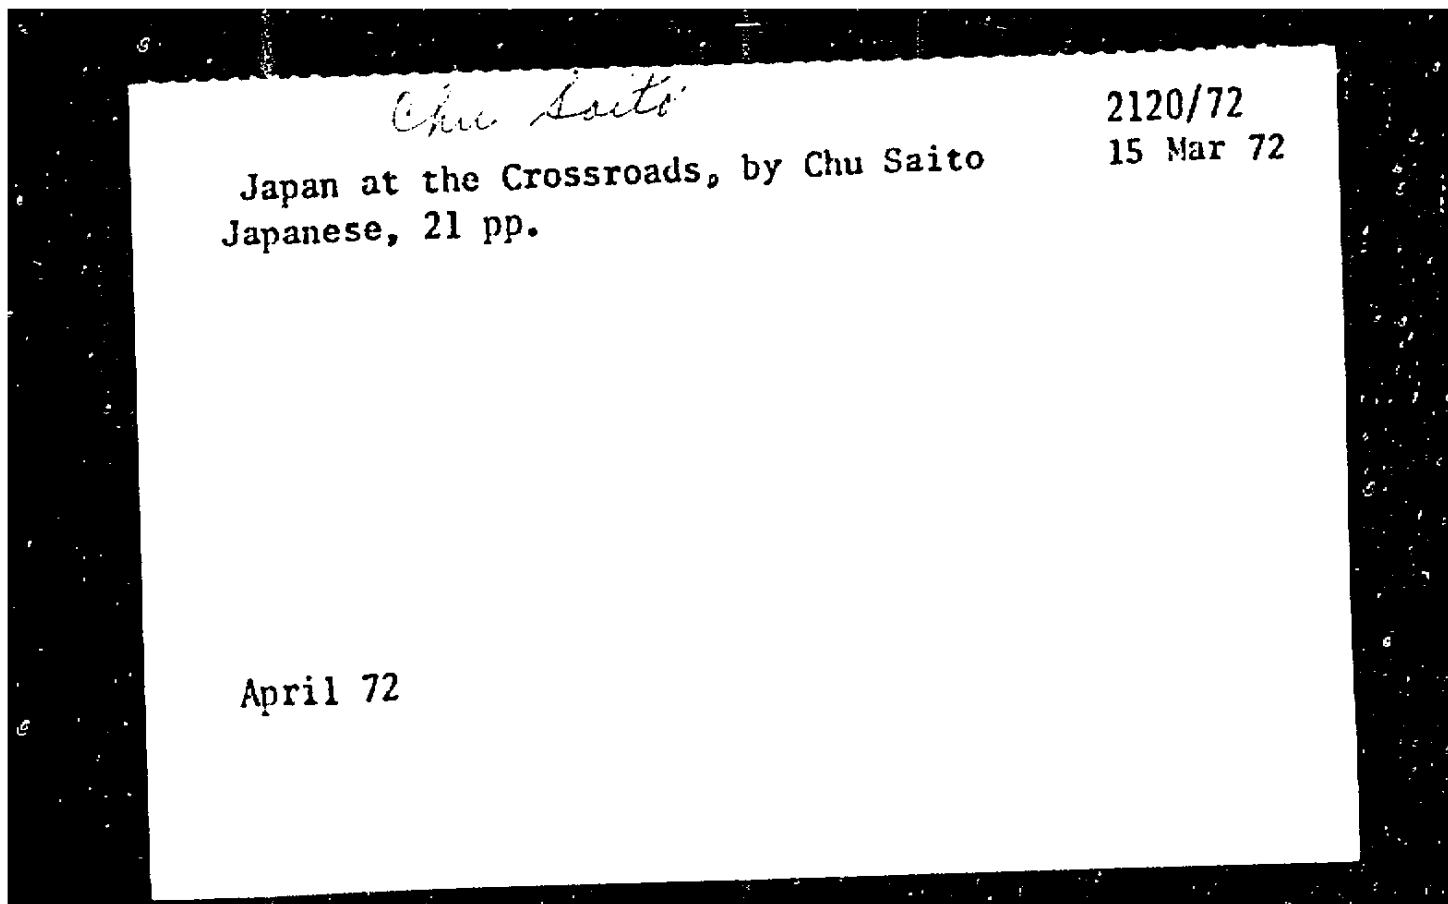 Chu Saito
2120/72
Japan at the Crossroads, by Chu Saito
15 Mar 72
Japanese, 21 pp.
April 72